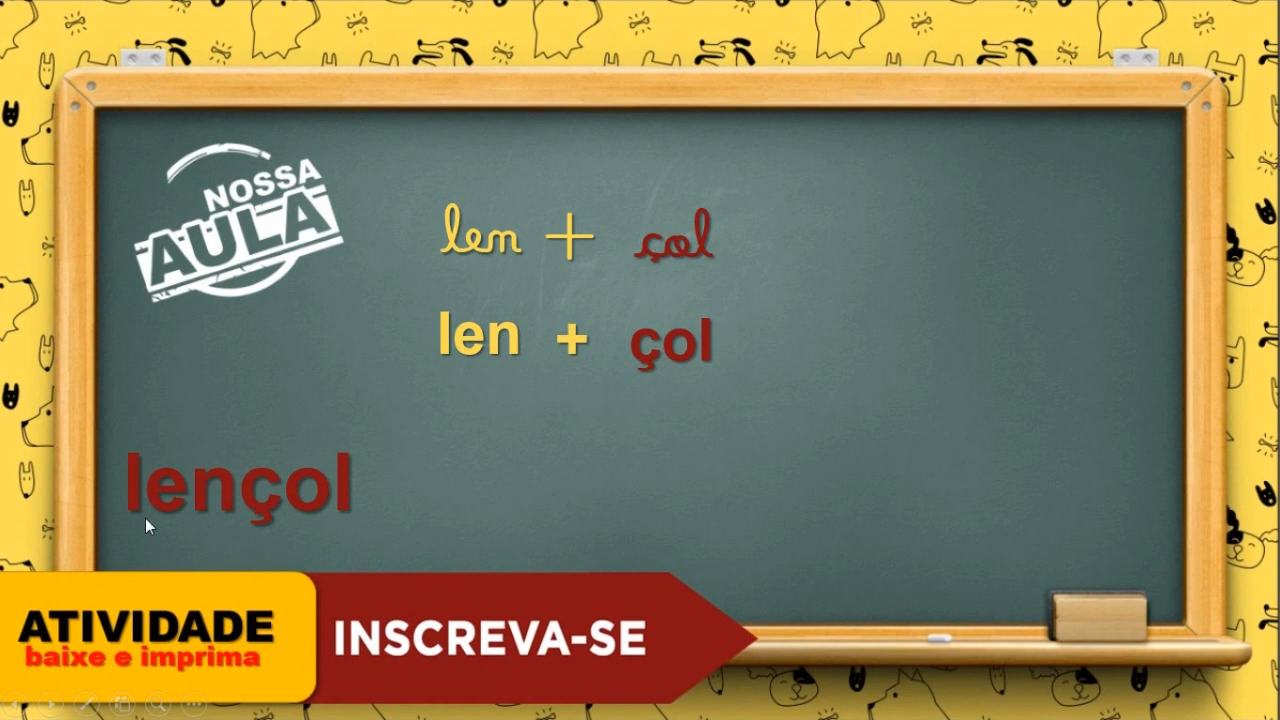 NOSSA
AULA
len + çol
len + çol
lençol
ATIVIDADE
baixe e imprima
INSCREVA-SE